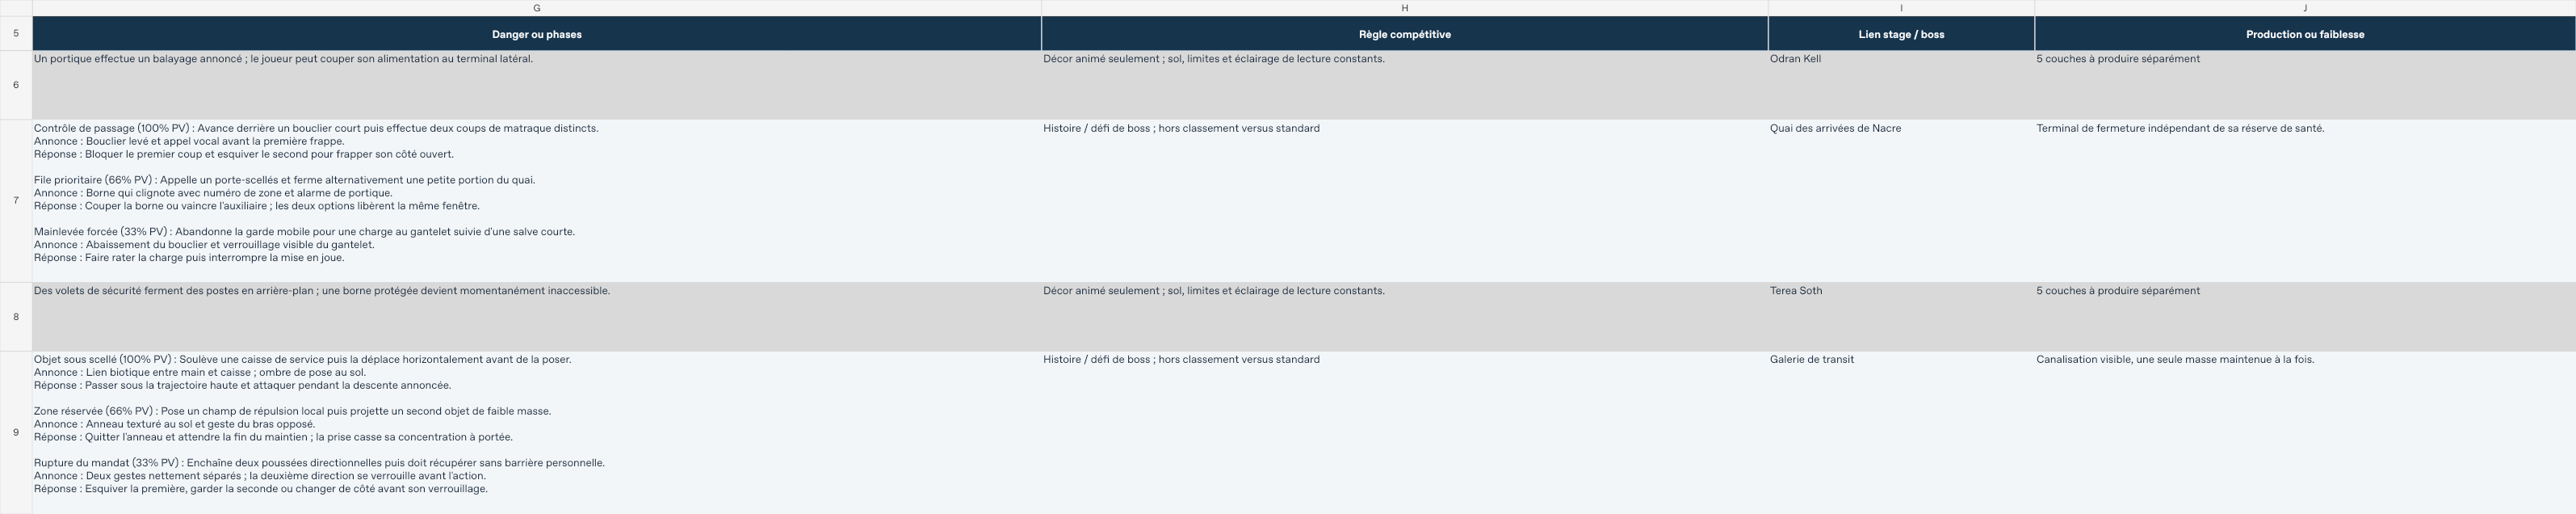 G H I J
5 Danger ou phases Règle compétitive Lien stage / boss Production ou faiblesse
6 Un portique effectue un balayage annoncé ; le joueur peut couper son alimentation au terminal latéral. Décor animé seulement ; sol, limites et éclairage de lecture constants. Odran Kell 5 couches à produire séparément
7 Contrôle de passage (100% PV) : Avance derrière un bouclier court puis effectue deux coups de matraque distincts. Histoire / défi de boss ; hors classement versus standard Quai des arrivées de Nacre Terminal de fermeture indépendant de sa réserve de santé.
Annonce : Bouclier levé et appel vocal avant la première frappe.
Réponse : Bloquer le premier coup et esquiver le second pour frapper son côté ouvert.
File prioritaire (66% PV) : Appelle un porte-scellés et ferme alternativement une petite portion du quai.
Annonce : Borne qui clignote avec numéro de zone et alarme de portique.
Réponse : Couper la borne ou vaincre l'auxiliaire ; les deux options libèrent la même fenêtre.
Mainlevée forcée (33% PV) : Abandonne la garde mobile pour une charge au gantelet suivie d'une salve courte.
Annonce : Abaissement du bouclier et verrouillage visible du gantelet.
Réponse : Faire rater la charge puis interrompre la mise en joue.
8 Des volets de sécurité ferment des postes en arrière-plan ; une borne protégée devient momentanément inaccessible. Décor animé seulement ; sol, limites et éclairage de lecture constants. Terea Soth 5 couches à produire séparément
9 Objet sous scellé (100% PV) : Soulève une caisse de service puis la déplace horizontalement avant de la poser. Histoire / défi de boss ; hors classement versus standard Galerie de transit Canalisation visible, une seule masse maintenue à la fois.
Annonce : Lien biotique entre main et caisse ; ombre de pose au sol.
Réponse : Passer sous la trajectoire haute et attaquer pendant la descente annoncée.
Zone réservée (66% PV) : Pose un champ de répulsion local puis projette un second objet de faible masse.
Annonce : Anneau texturé au sol et geste du bras opposé.
Réponse : Quitter l'anneau et attendre la fin du maintien ; la prise casse sa concentration à portée.
Rupture du mandat (33% PV) : Enchaîne deux poussées directionnelles puis doit récupérer sans barrière personnelle.
Annonce : Deux gestes nettement séparés ; la deuxième direction se verrouille avant l'action.
Réponse : Esquiver la première, garder la seconde ou changer de côté avant son verrouillage.